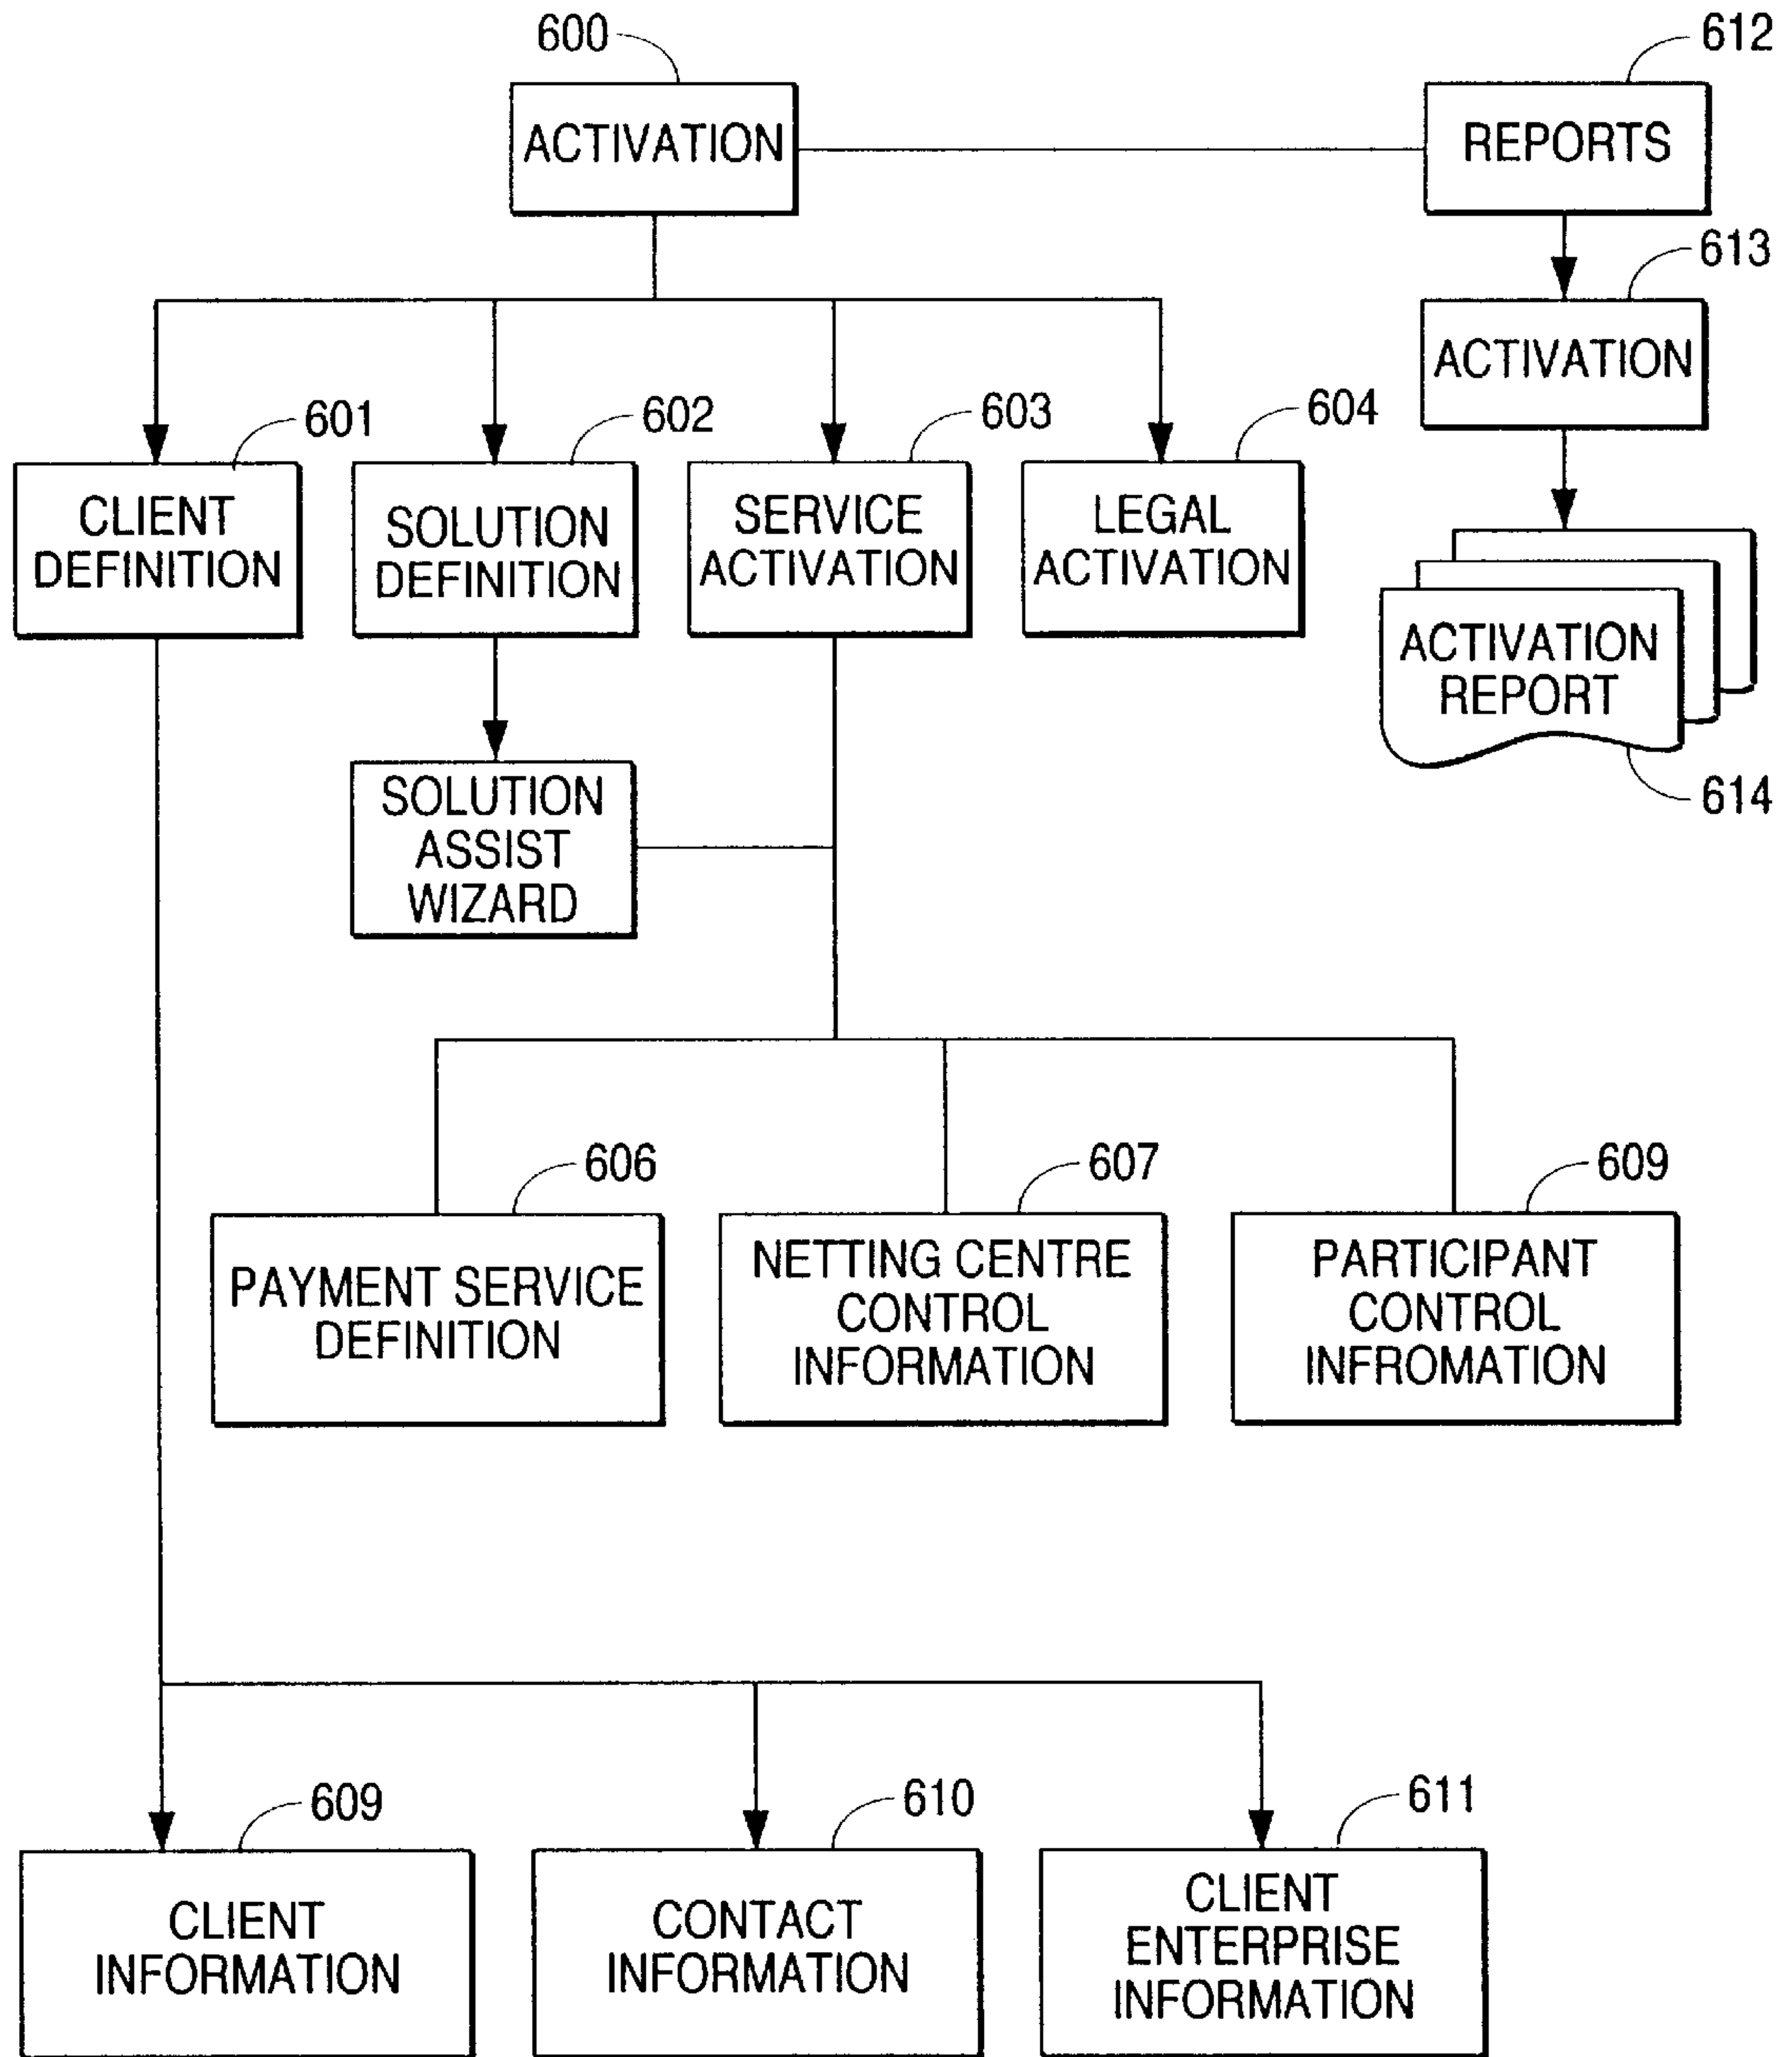 600
612
ACTIVATION
REPORTS
613
ACTIVATION
601
602
603
604
CLIENT
DEFINITION
SOLUTION
DEFINITION
SERVICE
ACTIVATION
LEGAL
ACTIVATION
ACTIVATION
REPORT
614
SOLUTION
ASSIST
WIZARD
606
607
609
PAYMENT SERVICE
DEFINITION
NETTING CENTRE
CONTROL
INFORMATION
PARTICIPANT
CONTROL
INFROMATION
609
610
611
CLIENT
INFORMATION
CONTACT
INFORMATION
CLIENT
ENTERPRISE
INFORMATION